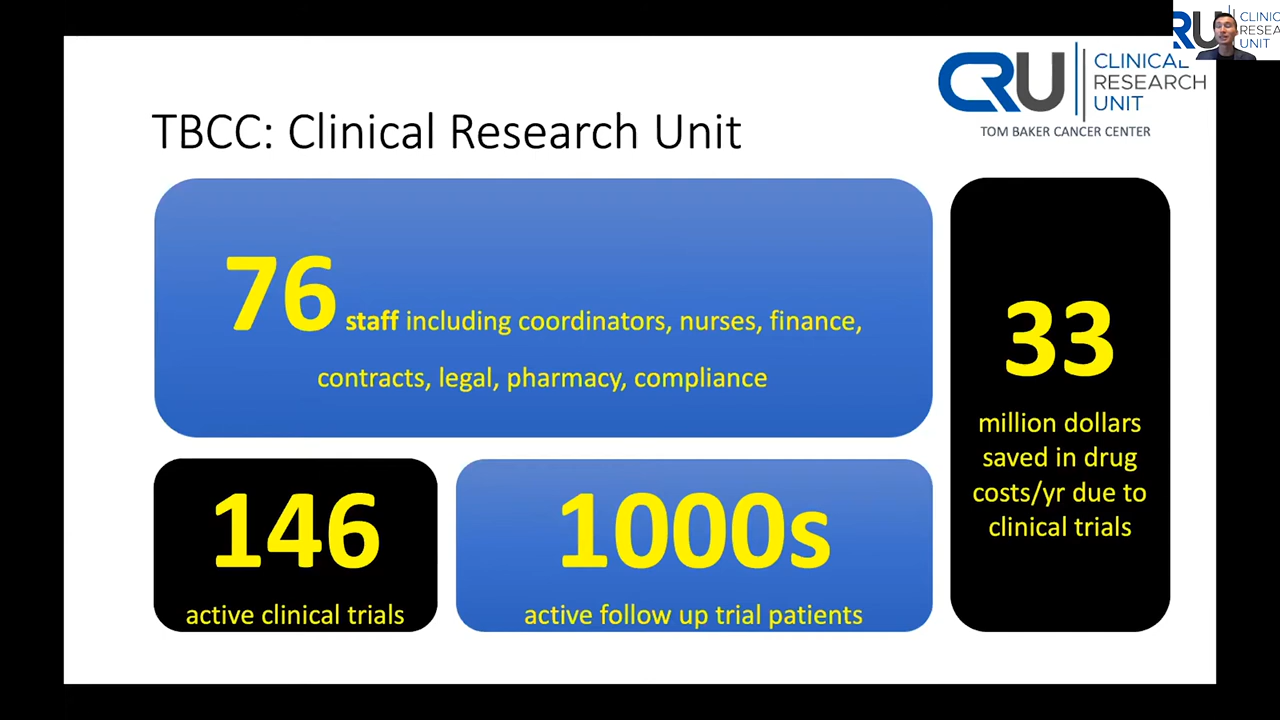 CRU CLINICAL
RESEARCH
UNIT
TOM BAKER CANCER CENTER
TBCC: Clinical Research Unit
76 staff including coordinators, nurses, finance,
contracts, legal, pharmacy, compliance
33
million dollars
saved in drug
costs/yr due to
clinical trials
146
active clinical trials
1000s
active follow up trial patients